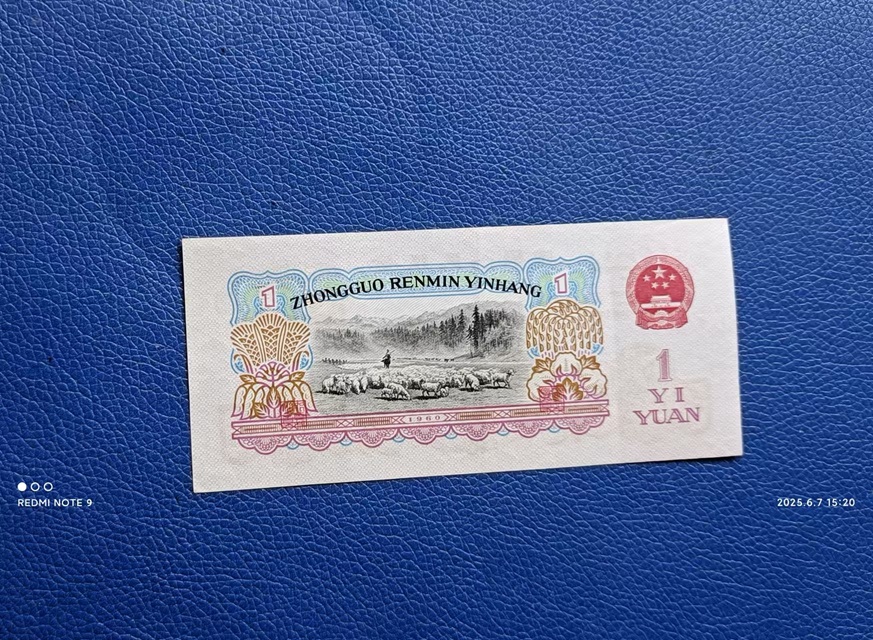 1
ZHONGGUO RENMIN YINHANG
1
1960
1
YI
YUAN
REDMI NOTE 9
2025.6.7 15:20